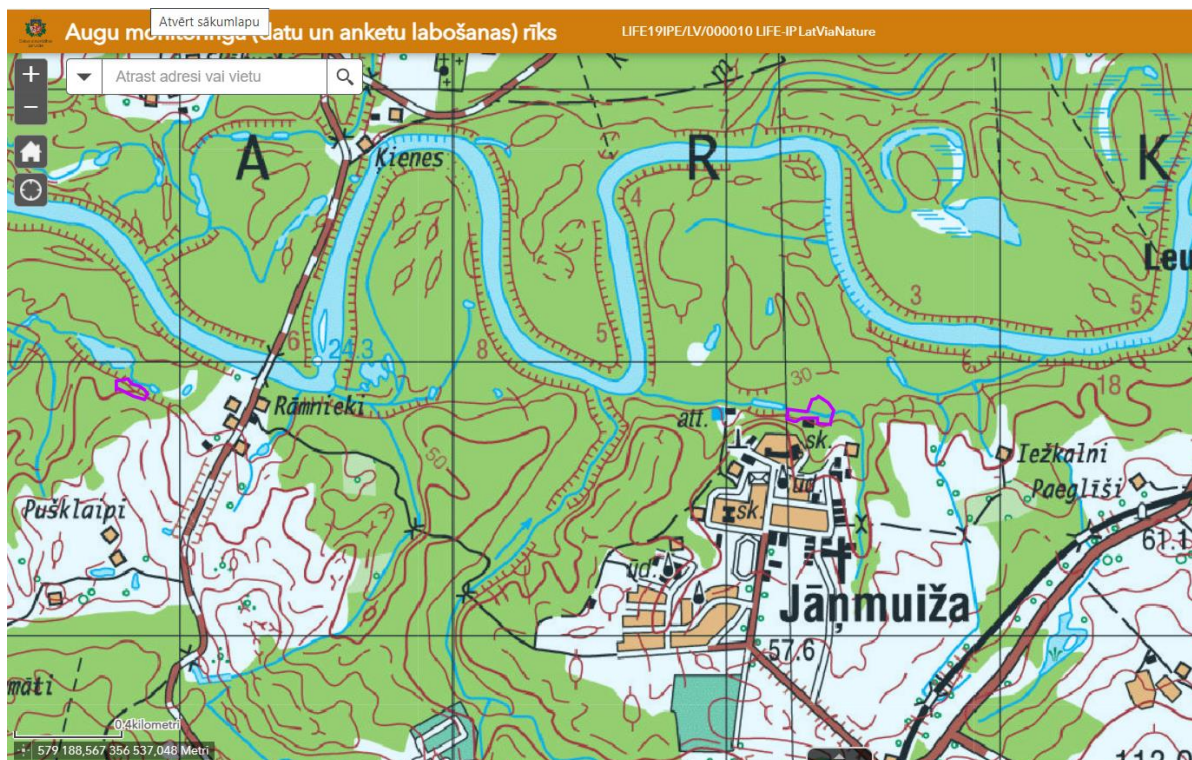 Atvērt sākumlapu
Augu monitoringa (datu un anketu labošanas) rīks
LIFE19IPE/LV/000010 LIFE-IP LatViaNature
+
Atrast adresi vai vietu
−
A
R
K
Ķienes
4
Leu
3
5
6
24.3
8
5
30
18
Rāmnieki
att.
sk.
50
Iežkalni
Paeglīši
ūd.
Pušklaipi
sk.
61.1
ūd.
Jāņmuiža
57.6
māti
0,4kilometri
579 188,567 356 537,048 Metri